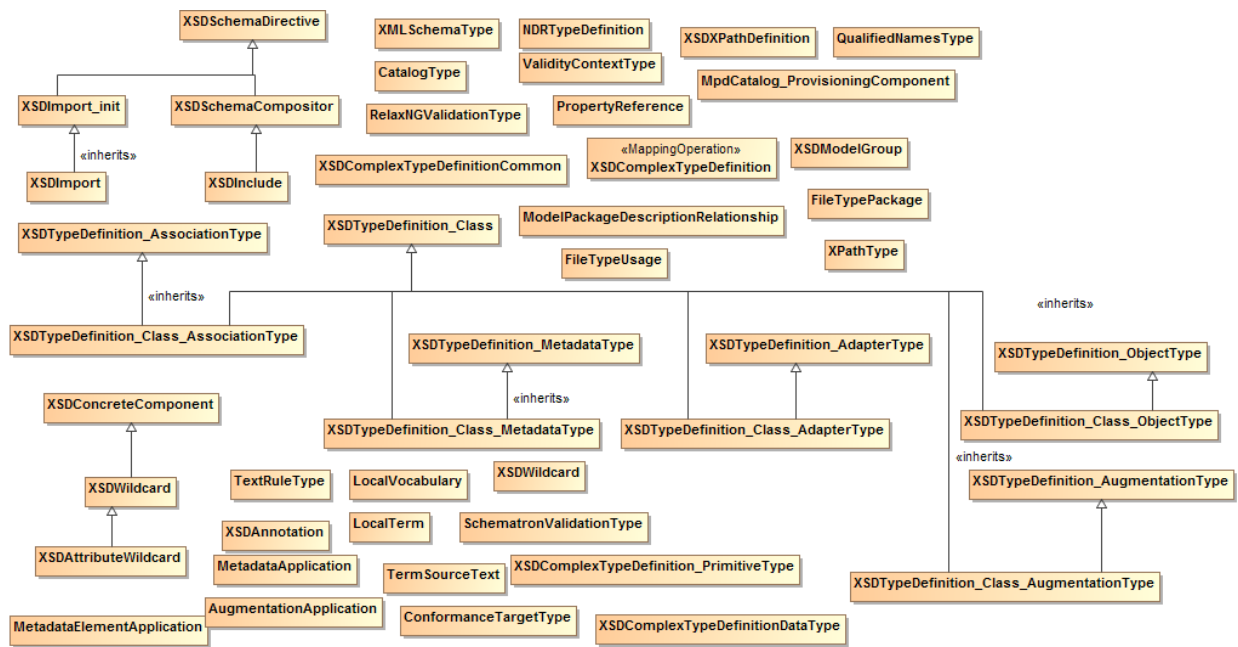 XSDSchemaDirective
XMLSchemaType
NDRTypeDefinition
XSDXPathDefinition
QualifiedNamesType
CatalogType
ValidityContextType
MpdCatalog_ProvisioningComponent
XSDImport_init
XSDSchemaCompositor
RelaxNGValidationType
PropertyReference
«inherits»
«MappingOperation»
XSDComplexTypeDefinition
XSDModelGroup
XSDComplexTypeDefinitionCommon
XSDImport
XSDInclude
FileTypePackage
XSDTypeDefinition_AssociationType
XSDTypeDefinition_Class
ModelPackageDescriptionRelationship
XPathType
FileTypeUsage
«inherits»
«inherits»
XSDTypeDefinition_Class_AssociationType
XSDTypeDefinition_MetadataType
XSDTypeDefinition_AdapterType
XSDTypeDefinition_ObjectType
«inherits»
XSDConcreteComponent
XSDTypeDefinition_Class_MetadataType
XSDTypeDefinition_Class_AdapterType
XSDTypeDefinition_Class_ObjectType
«inherits»
XSDWildcard
TextRuleType
LocalVocabulary
XSDWildcard
XSDTypeDefinition_AugmentationType
XSDAnnotation
LocalTerm
SchematronValidationType
XSDAttributeWildcard
MetadataApplication
TermSourceText
XSDComplexTypeDefinition_PrimitiveType
XSDTypeDefinition_Class_AugmentationType
MetadataElementApplication
AugmentationApplication
ConformanceTargetType
XSDComplexTypeDefinitionDataType